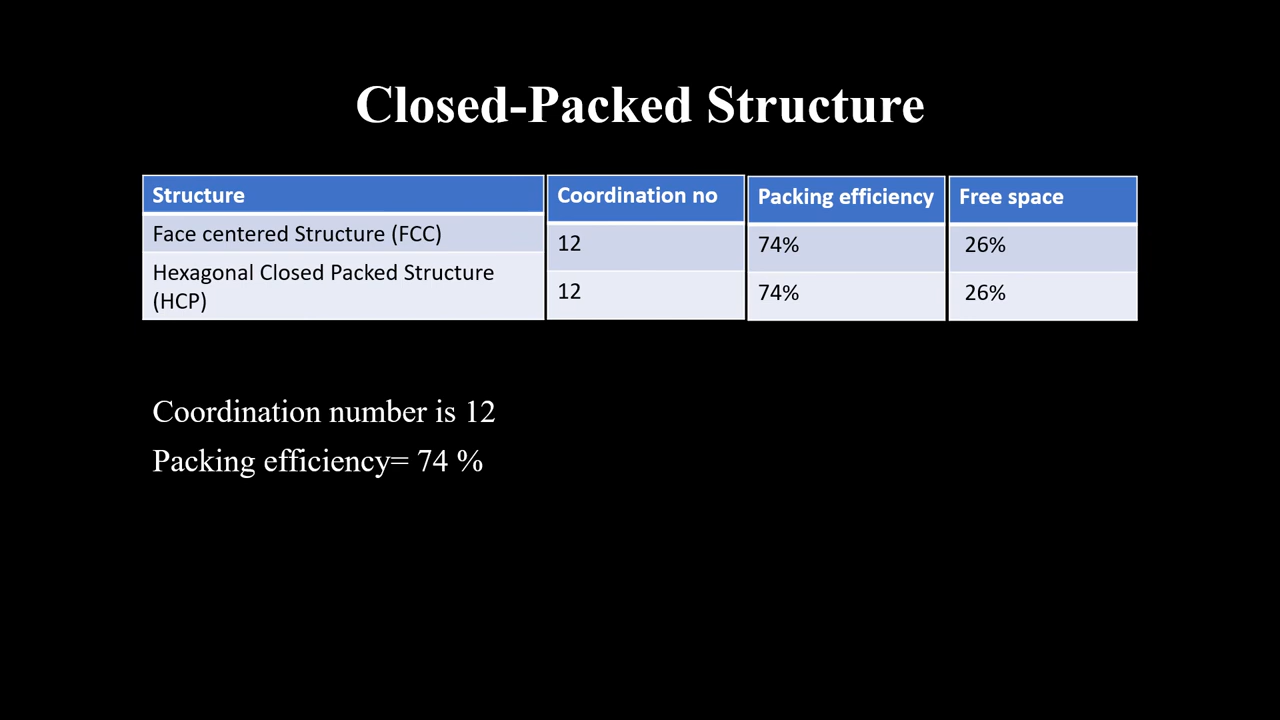 Closed-Packed Structure
Structure Coordination no Packing efficiency Free space
Face centered Structure (FCC) 12 74% 26%
Hexagonal Closed Packed Structure
(HCP) 12 74% 26%
Coordination number is 12
Packing efficiency= 74 %